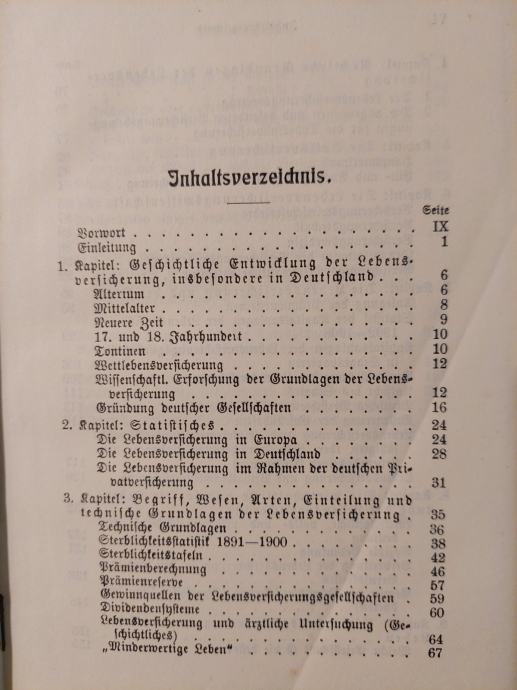 Inhaltsverzeichnis.
Seite
Vorwort . . . . . . . . . . . . . . . . . . IX
Einleitung . . . . . . . . . . . . . . . . . 1
1. Kapitel: Geschichtliche Entwicklung der Lebens-
versicherung, insbesondere in Deutschland . . . 6
Altertum . . . . . . . . . . . . . . . . . 6
Mittelalter . . . . . . . . . . . . . . . . 8
Neuere Zeit . . . . . . . . . . . . . . . . 9
17. und 18. Jahrhundert . . . . . . . . . . . 10
Tontinen . . . . . . . . . . . . . . . . . 10
Wettlebensversicherung . . . . . . . . . . . . 12
Wissenschaftl. Erforschung der Grundlagen der Lebens-
versicherung . . . . . . . . . . . . . . . 12
Gründung deutscher Gesellschaften . . . . . . . . 16
2. Kapitel: Statistisches . . . . . . . . . . . . 24
Die Lebensversicherung in Europa . . . . . . . . 24
Die Lebensversicherung in Deutschland . . . . . . 28
Die Lebensversicherung im Rahmen der deutschen Pri-
vatversicherung . . . . . . . . . . . . . . 31
3. Kapitel: Begriff, Wesen, Arten, Einteilung und
technische Grundlagen der Lebensversicherung . 35
Technische Grundlagen . . . . . . . . . . . . 36
Sterblichkeitsstatistik 1891—1900 . . . . . . . . 38
Sterblichkeitstafeln . . . . . . . . . . . . . 42
Prämienberechnung . . . . . . . . . . . . . 46
Prämienreserve . . . . . . . . . . . . . . 57
Gewinnquellen der Lebensversicherungsgesellschaften . 59
Dividendensysteme . . . . . . . . . . . . . 60
Lebensversicherung und ärztliche Untersuchung (Ge-
schichtliches) . . . . . . . . . . . . . . 64
„Minderwertige Leben“ . . . . . . . . . . . . 67